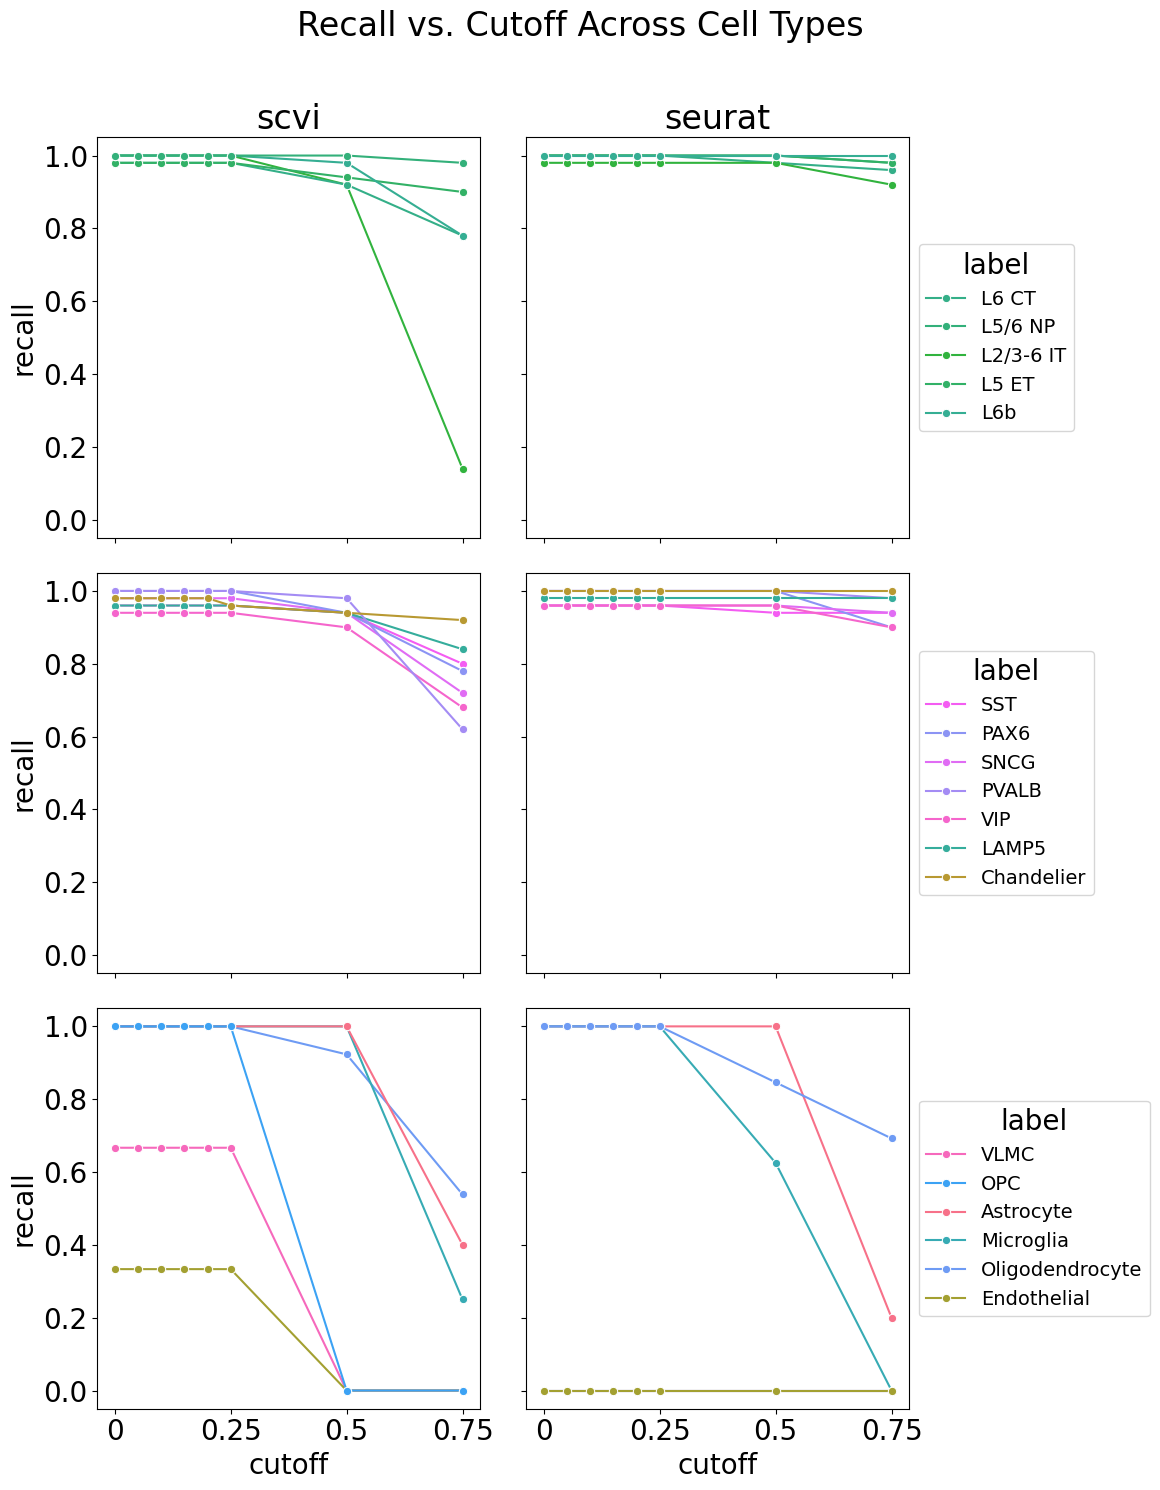 Recall vs. Cutoff Across Cell Types
scvi
seurat
1.0
0.8
0.6
0.4
0.2
0.0
recall
label
L6 CT
L5/6 NP
L2/3-6 IT
L5 ET
L6b
1.0
0.8
0.6
0.4
0.2
0.0
recall
label
SST
PAX6
SNCG
PVALB
VIP
LAMP5
Chandelier
1.0
0.8
0.6
0.4
0.2
0.0
recall
label
VLMC
OPC
Astrocyte
Microglia
Oligodendrocyte
Endothelial
0 0.25 0.5 0.75
cutoff
0 0.25 0.5 0.75
cutoff